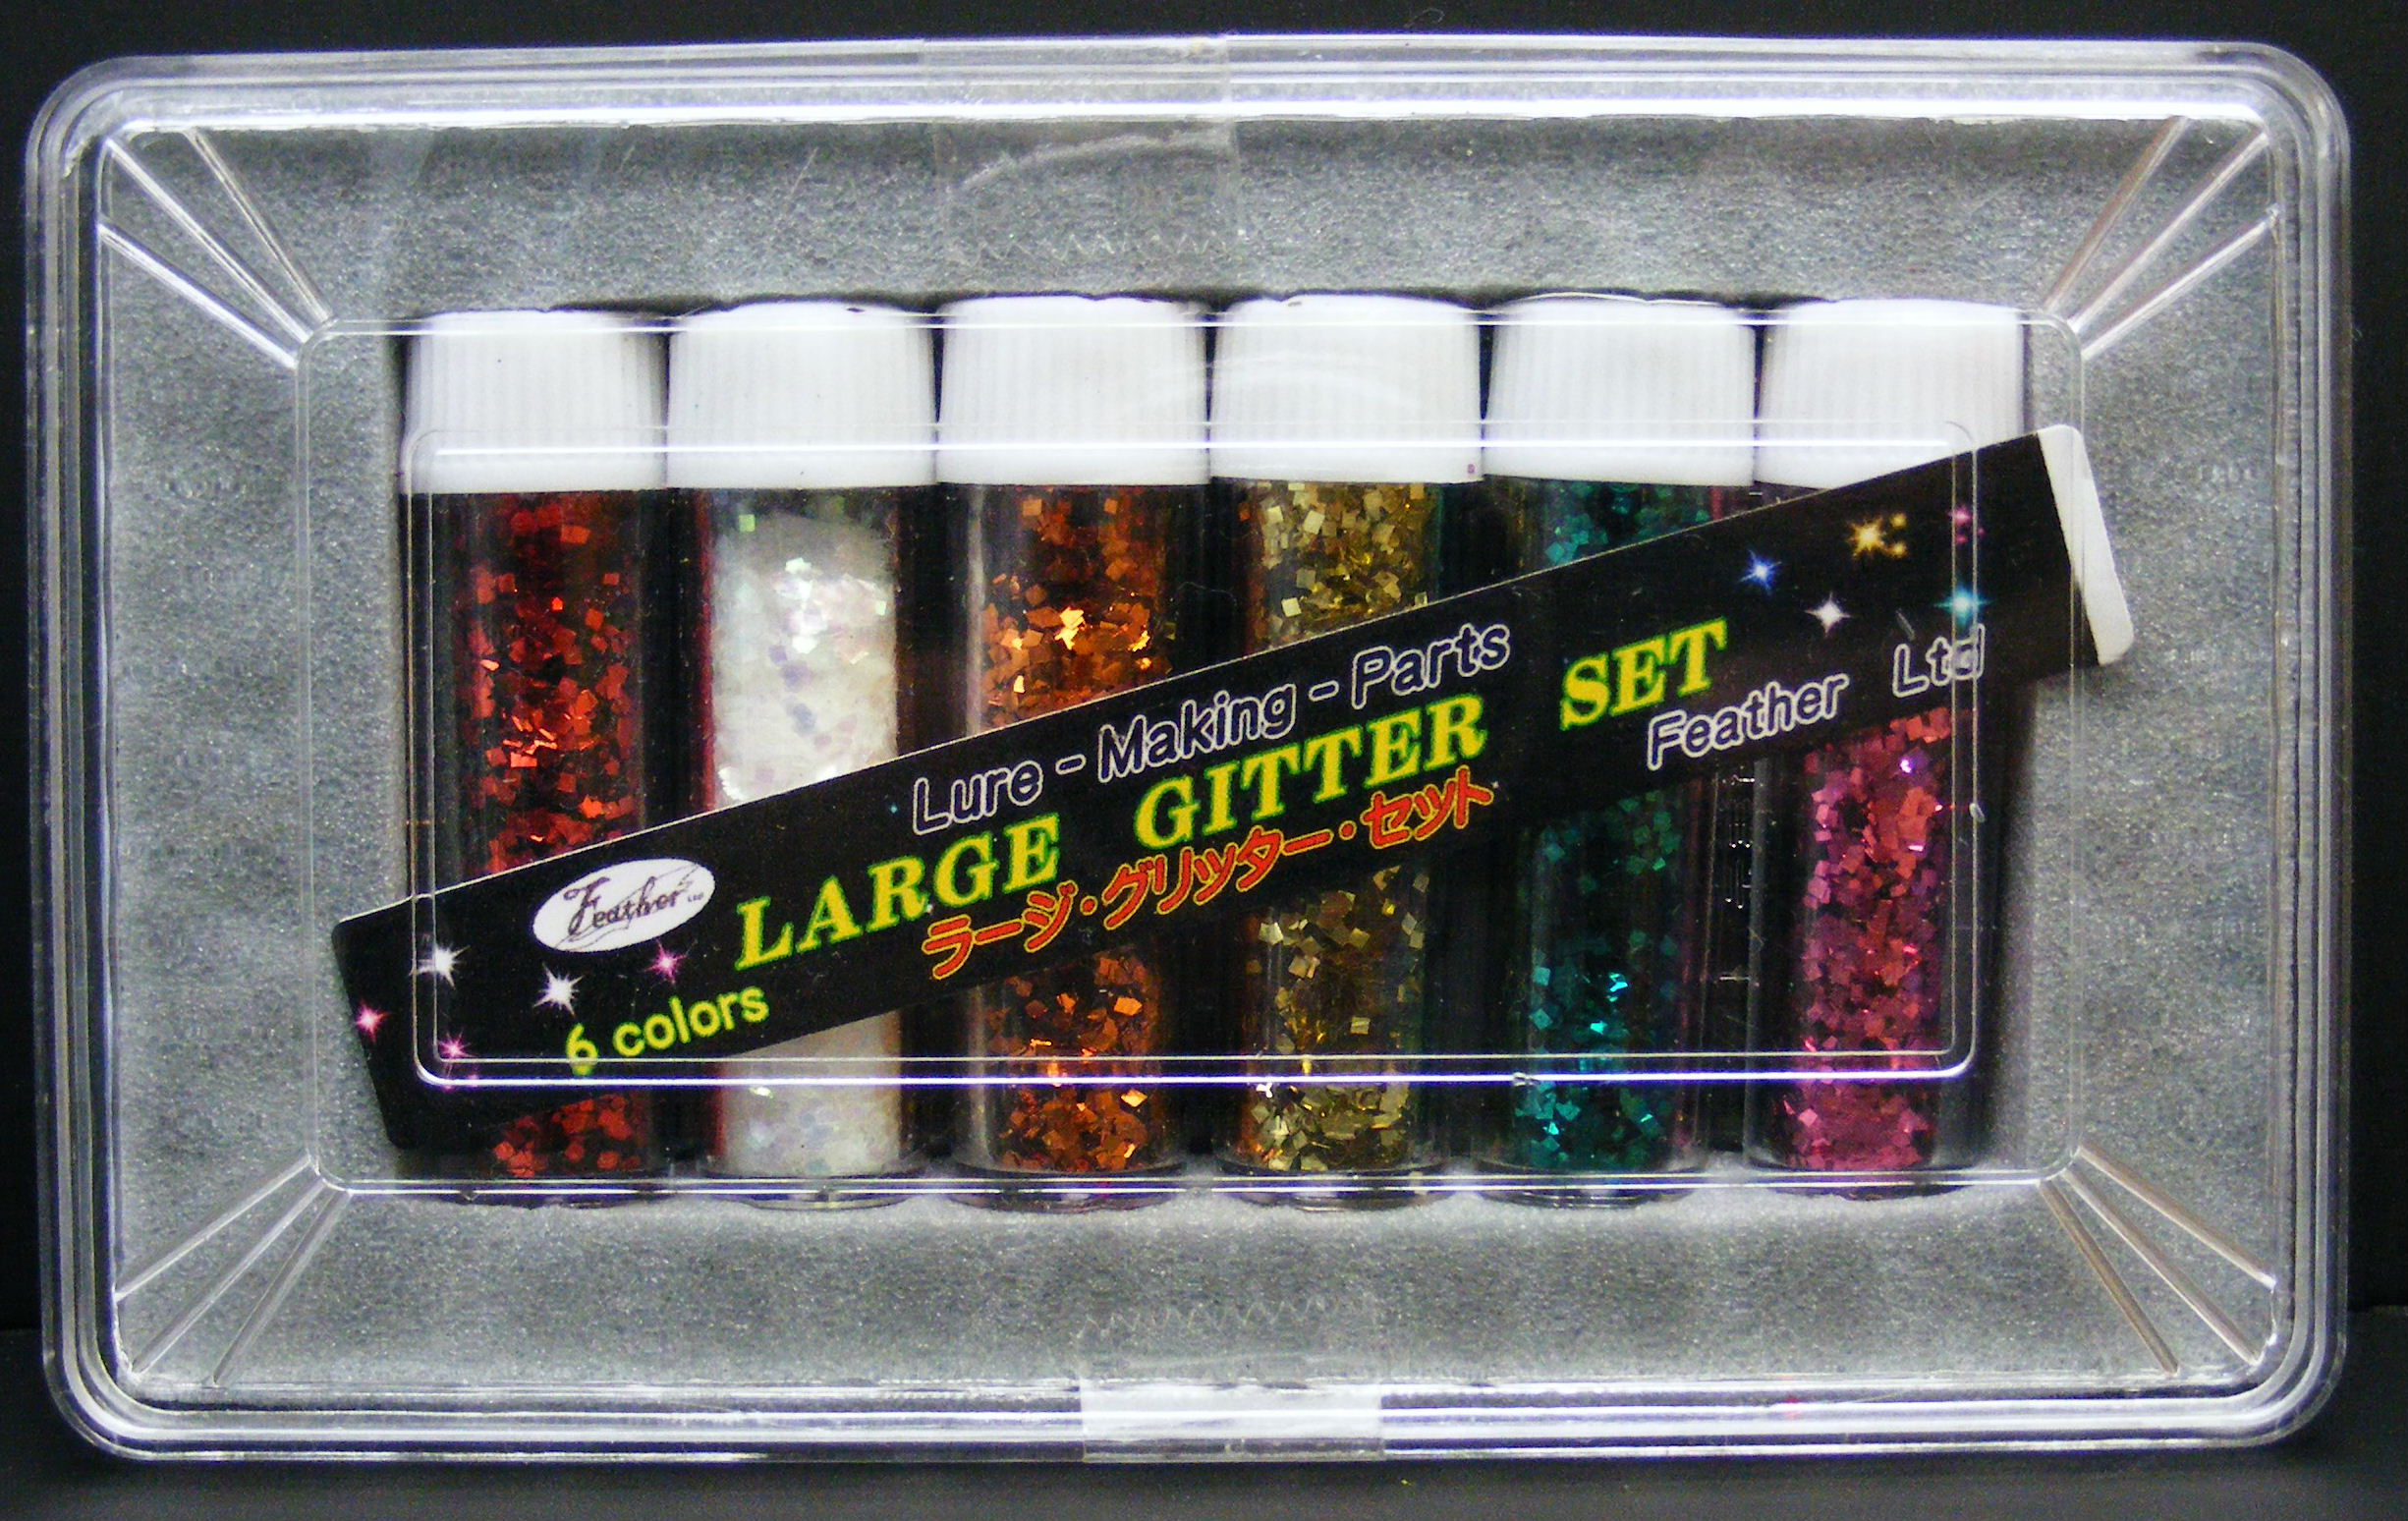 Lure - Making - Parts
LARGE GITTER SET
ラージ・グリッター・セット
Feather Ltd
Feather Ltd
6 colors